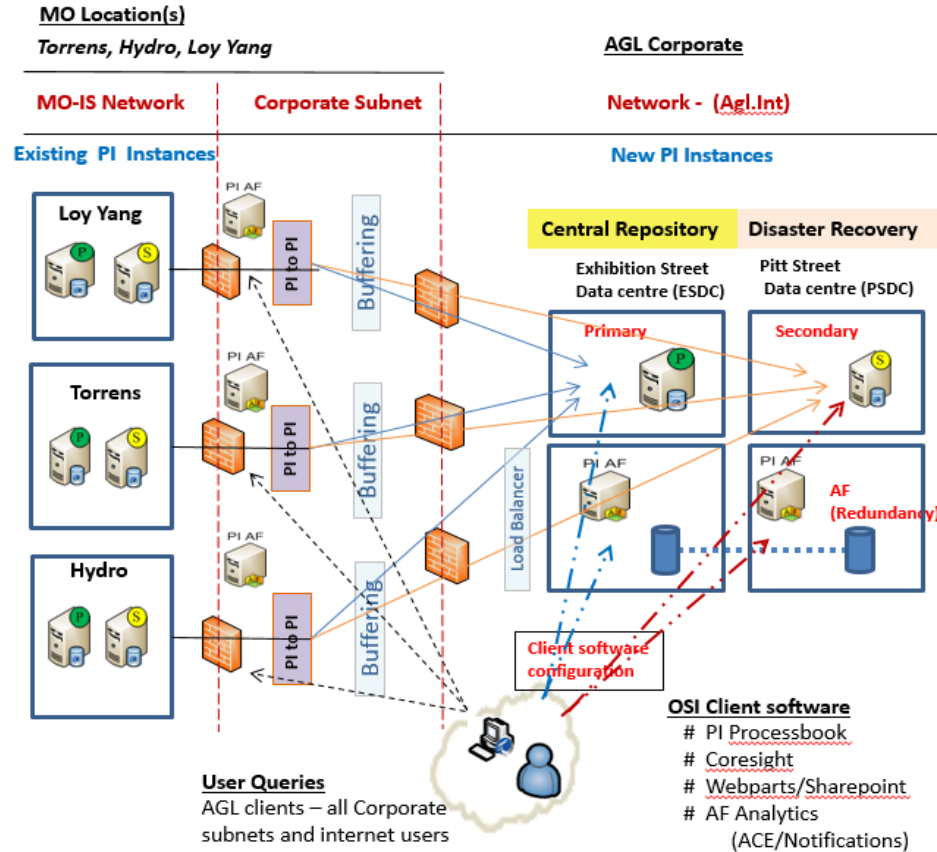 MO Location(s)
Torrens, Hydro, Loy Yang
AGL Corporate
MO-IS Network
Corporate Subnet
Network - (Agl.Int)
Existing PI Instances
New PI Instances
Loy Yang
P
S
PI AF
PI to PI
Buffering
Central Repository
Disaster Recovery
Exhibition Street
Data centre (ESDC)
Pitt Street
Data centre (PSDC)
Primary
P
Secondary
S
Torrens
P
S
PI AF
PI to PI
Buffering
Load Balancer
PI AF
PI AF
AF
(Redundancy)
Hydro
P
S
PI AF
PI to PI
Buffering
Client software
configuration
User Queries
AGL clients – all Corporate
subnets and internet users
OSI Client software
# PI Processbook
# Coresight
# Webparts/Sharepoint
# AF Analytics
(ACE/Notifications)